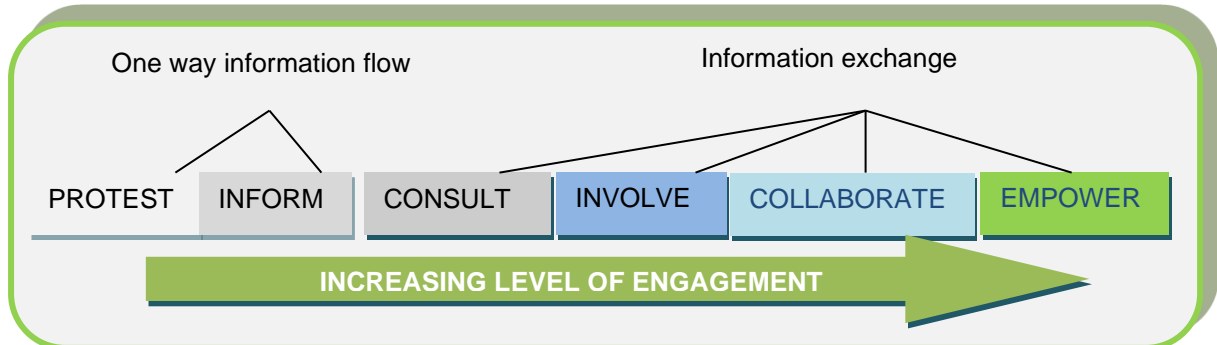 One way information flow
Information exchange
PROTEST
INFORM
CONSULT
INVOLVE
COLLABORATE
EMPOWER
INCREASING LEVEL OF ENGAGEMENT